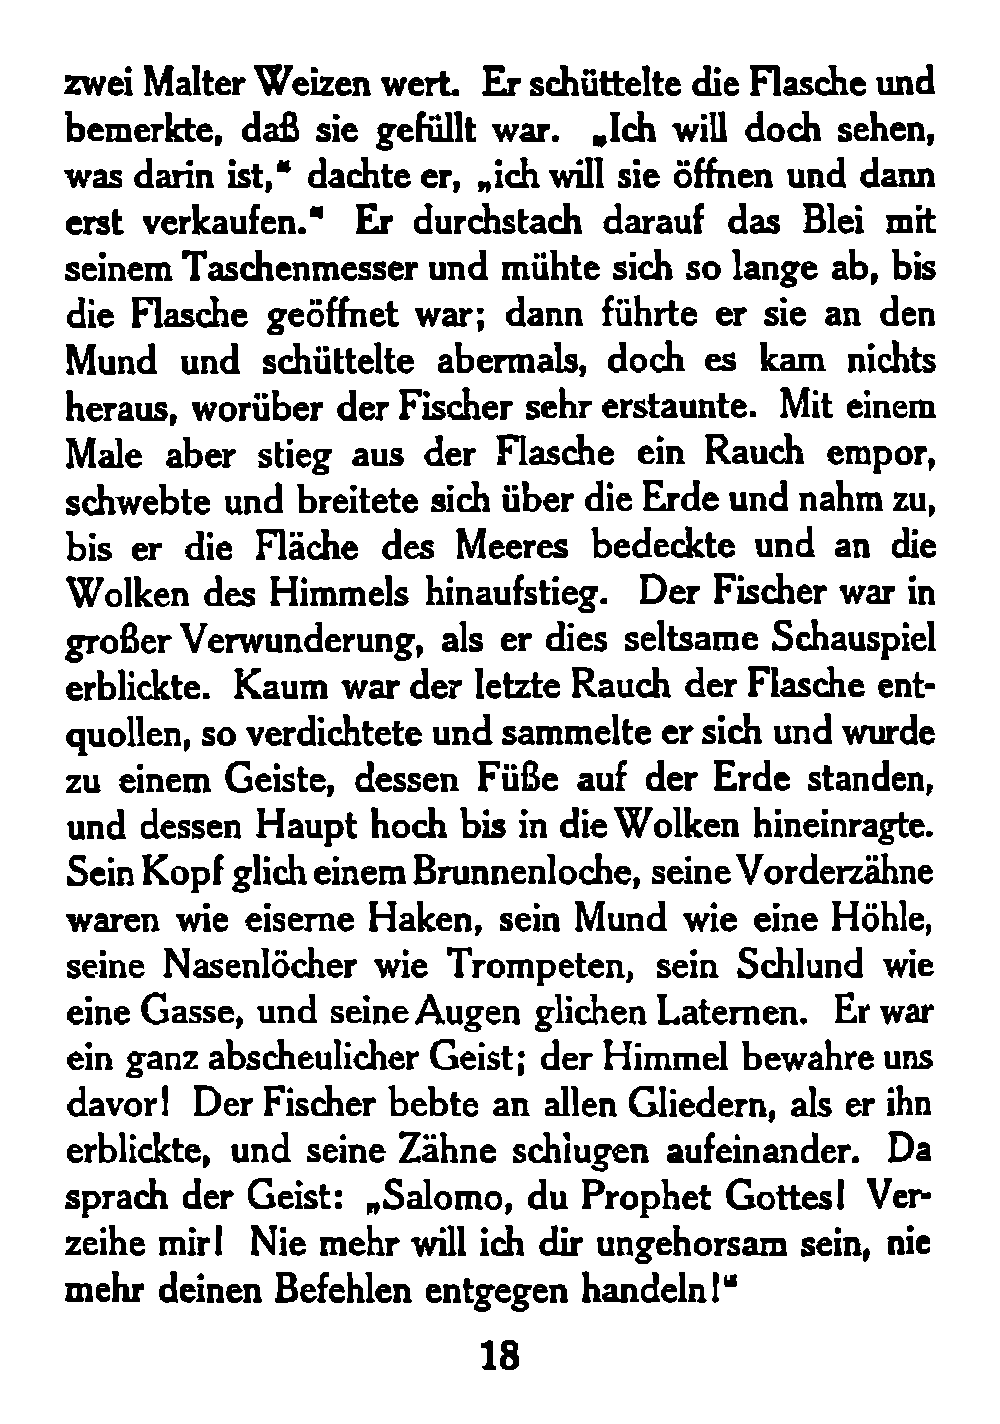 zwei Malter Weizen wert. Er schüttelte die Flasche und
bemerkte, daß sie gefüllt war. „Ich will doch sehen,
was darin ist,“ dachte er, „ich will sie öffnen und dann
erst verkaufen.“ Er durchstach darauf das Blei mit
seinem Taschenmesser und mühte sich so lange ab, bis
die Flasche geöffnet war; dann führte er sie an den
Mund und schüttelte abermals, doch es kam nichts
heraus, worüber der Fischer sehr erstaunte. Mit einem
Male aber stieg aus der Flasche ein Rauch empor,
schwebte und breitete sich über die Erde und nahm zu,
bis er die Fläche des Meeres bedeckte und an die
Wolken des Himmels hinaufstieg. Der Fischer war in
großer Verwunderung, als er dies seltsame Schauspiel
erblickte. Kaum war der letzte Rauch der Flasche ent-
quollen, so verdichtete und sammelte er sich und wurde
zu einem Geiste, dessen Füße auf der Erde standen,
und dessen Haupt hoch bis in die Wolken hineinragte.
Sein Kopf glich einem Brunnenloche, seine Vorderzähne
waren wie eiserne Haken, sein Mund wie eine Höhle,
seine Nasenlöcher wie Trompeten, sein Schlund wie
eine Gasse, und seine Augen glichen Laternen. Er war
ein ganz abscheulicher Geist; der Himmel bewahre uns
davor! Der Fischer bebte an allen Gliedern, als er ihn
erblickte, und seine Zähne schlugen aufeinander. Da
sprach der Geist: „Salomo, du Prophet Gottes! Ver-
zeihe mir! Nie mehr will ich dir ungehorsam sein, nie
mehr deinen Befehlen entgegen handeln!“
18